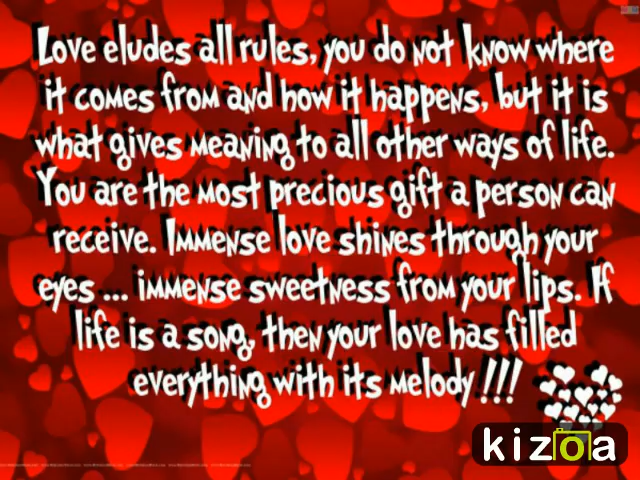 Love eludes all rules, you do not know where
it comes from and how it happens, but it is
what gives meaning to all other ways of life.
You are the most precious gift a person can
receive. Immense love shines through your
eyes ... immense sweetness from your lips. If
life is a song, then your love has filled
everything with its melody !!!
kizoa